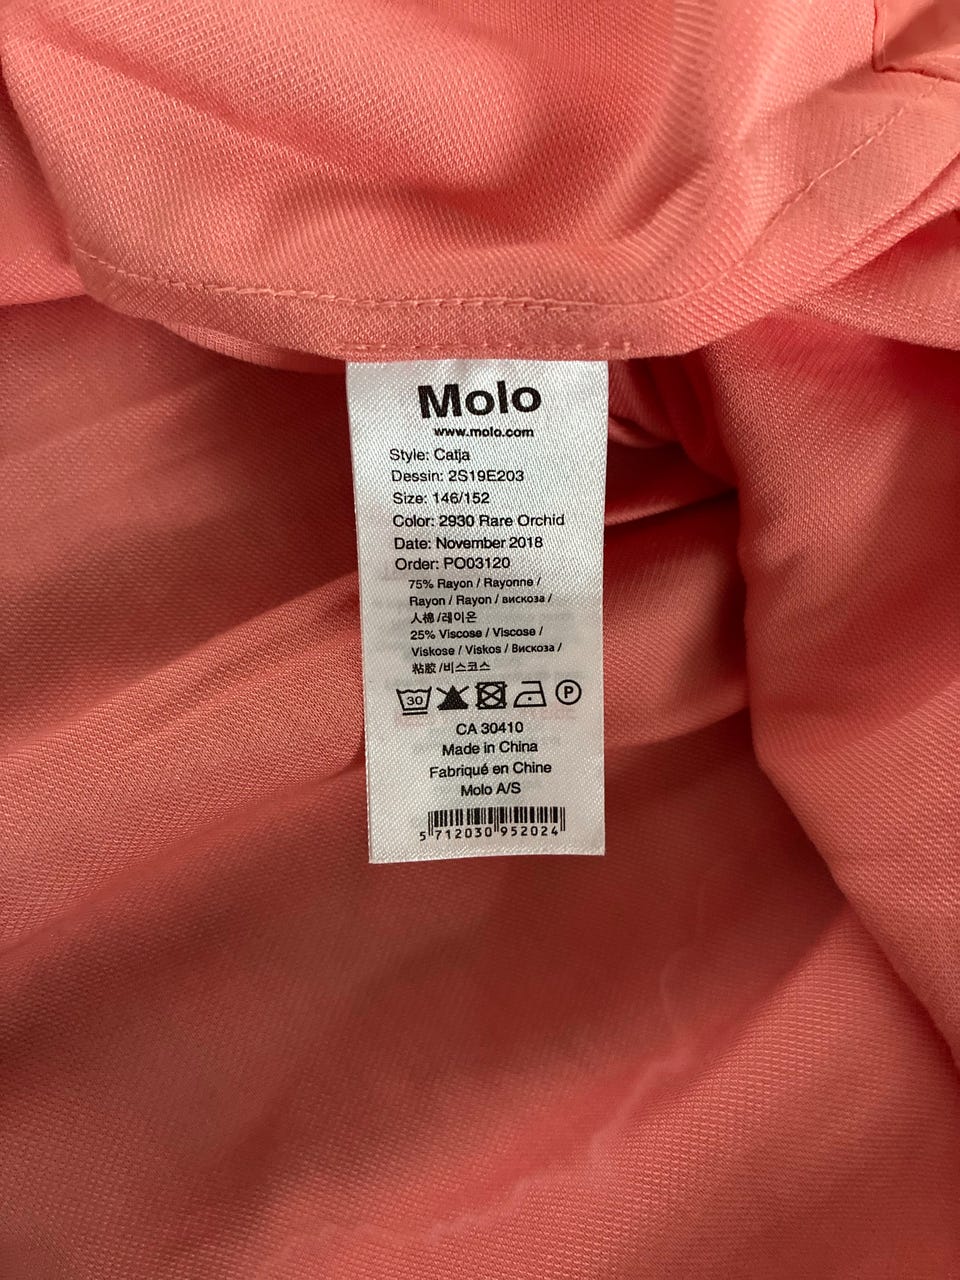 Molo
www.molo.com
Style: Catja
Dessin: 2S19E203
Size: 146/152
Color: 2930 Rare Orchid
Date: November 2018
Order: PO03120
75% Rayon / Rayonne /
Rayon / Rayon / вискоза /
人棉 /레이온
25% Viscose / Viscose /
Viskose / Viskos / Вискоза /
粘胶 /비스코스
30 P
CA 30410
Made in China
Fabriqué en Chine
Molo A/S
5 712030 952024